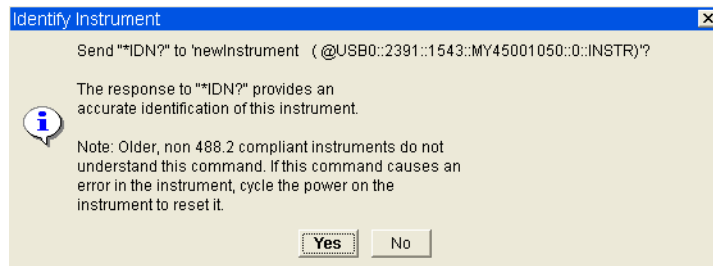 Identify Instrument
Send "*IDN?" to 'newInstrument   ( @USB0::2391::1543::MY45001050::0::INSTR)'?
The response to "*IDN?" provides an
accurate identification of this instrument.
Note: Older, non 488.2 compliant instruments do not
understand this command. If this command causes an
error in the instrument, cycle the power on the
instrument to reset it.
Yes No